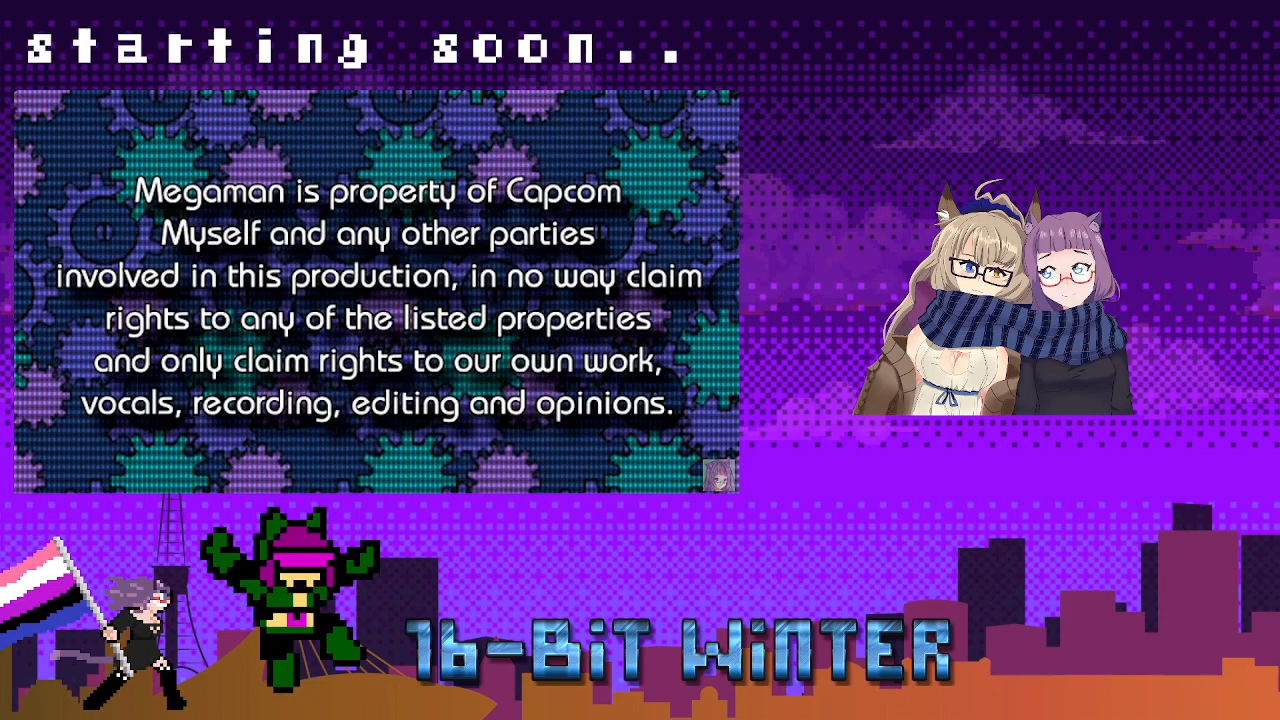 starting soon..
Megaman is property of Capcom
Myself and any other parties
involved in this production, in no way claim
rights to any of the listed properties
and only claim rights to our own work,
vocals, recording, editing and opinions.
16-BiT WiNTER